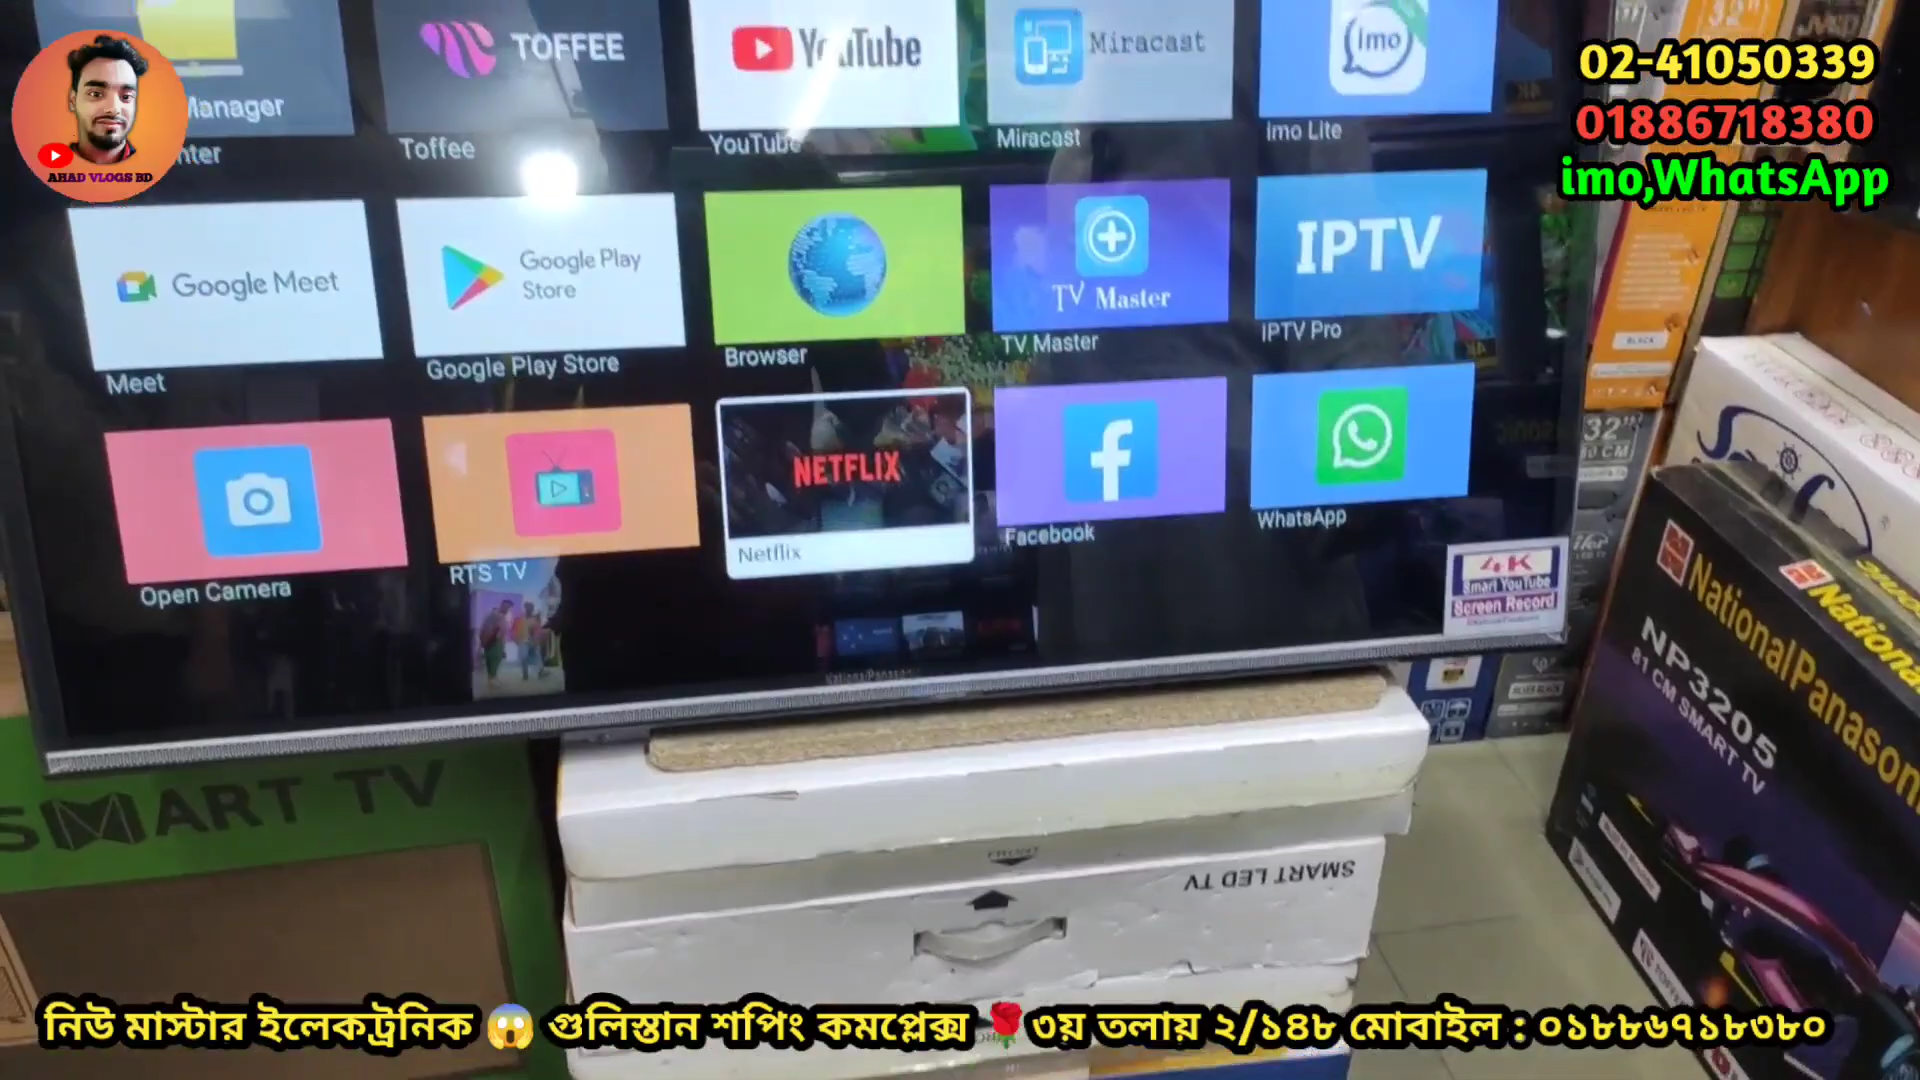 02-41050339
01886718380
imo,WhatsApp
AHAD VLOGS BD
Manager
TOFFEE
Toffee
YouTube
YouTube
Miracast
Miracast
imo
imo Lite
Google Meet
Meet
Google Play
Store
Google Play Store
Browser
TV Master
TV Master
IPTV
IPTV Pro
Open Camera
RTS TV
NETFLIX
Netflix
Facebook
WhatsApp
4K
Smart YouTube
Screen Record
32"
32"
BLACK
SMART TV
SMART LED TV
NationalPanasonic
NP3205
81 CM SMART TV
National
নিউ মাস্টার ইলেকট্রনিক 😱 গুলিস্তান শপিং কমপ্লেক্স 🌹৩য় তলায় ২/১৪৮ মোবাইল : ০১৮৮৬৭১৮৩৮০